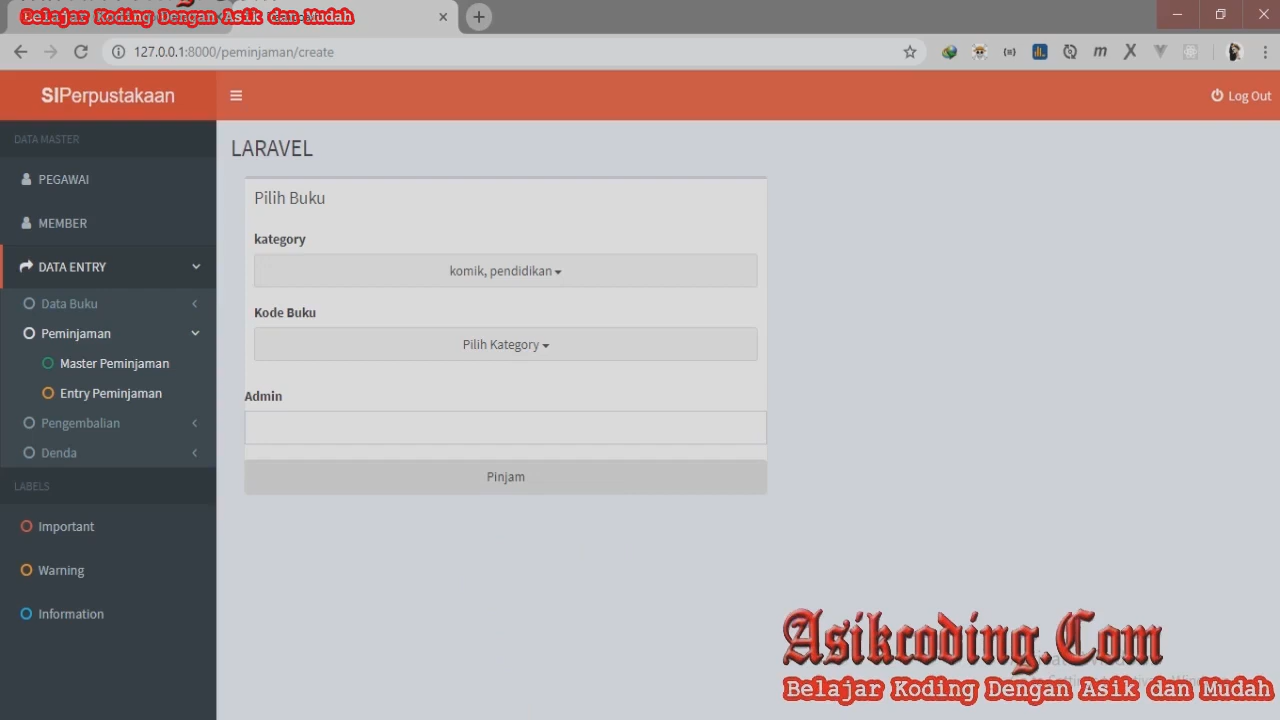 Belajar Koding Dengan Asik dan Mudah
127.0.0.1:8000/peminjaman/create
SIPerpustakaan
Log Out
DATA MASTER
LARAVEL
PEGAWAI
MEMBER
DATA ENTRY
Data Buku
Peminjaman
Master Peminjaman
Entry Peminjaman
Pengembalian
Denda
LABELS
Important
Warning
Information
Pilih Buku
kategory
komik, pendidikan
Kode Buku
Pilih Kategory
Admin
Pinjam
Asikcoding.Com
Belajar Koding Dengan Asik dan Mudah